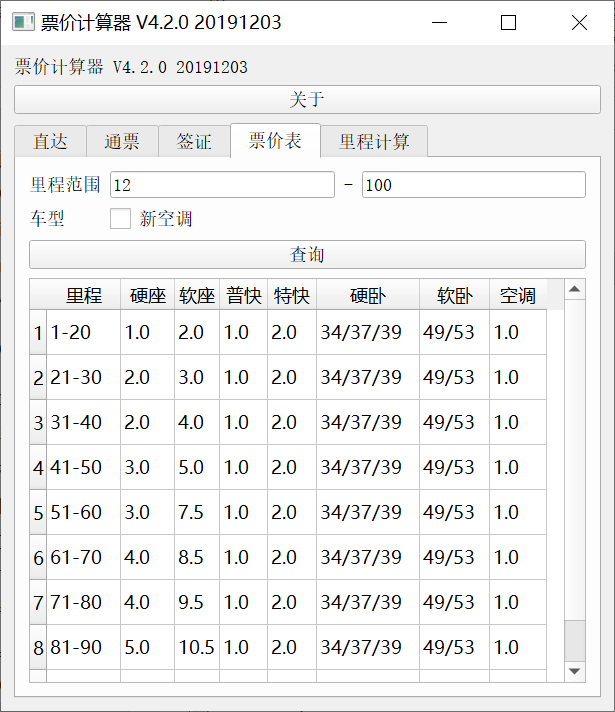 票价计算器 V4.2.0 20191203
票价计算器 V4.2.0 20191203
关于
直达 通票 签证 票价表 里程计算
里程范围 12 - 100
车型 新空调
查询
里程 硬座 软座 普快 特快 硬卧 软卧 空调
1 1-20 1.0 2.0 1.0 2.0 34/37/39 49/53 1.0
2 21-30 2.0 3.0 1.0 2.0 34/37/39 49/53 1.0
3 31-40 2.0 4.0 1.0 2.0 34/37/39 49/53 1.0
4 41-50 3.0 5.0 1.0 2.0 34/37/39 49/53 1.0
5 51-60 3.0 7.5 1.0 2.0 34/37/39 49/53 1.0
6 61-70 4.0 8.5 1.0 2.0 34/37/39 49/53 1.0
7 71-80 4.0 9.5 1.0 2.0 34/37/39 49/53 1.0
8 81-90 5.0 10.5 1.0 2.0 34/37/39 49/53 1.0